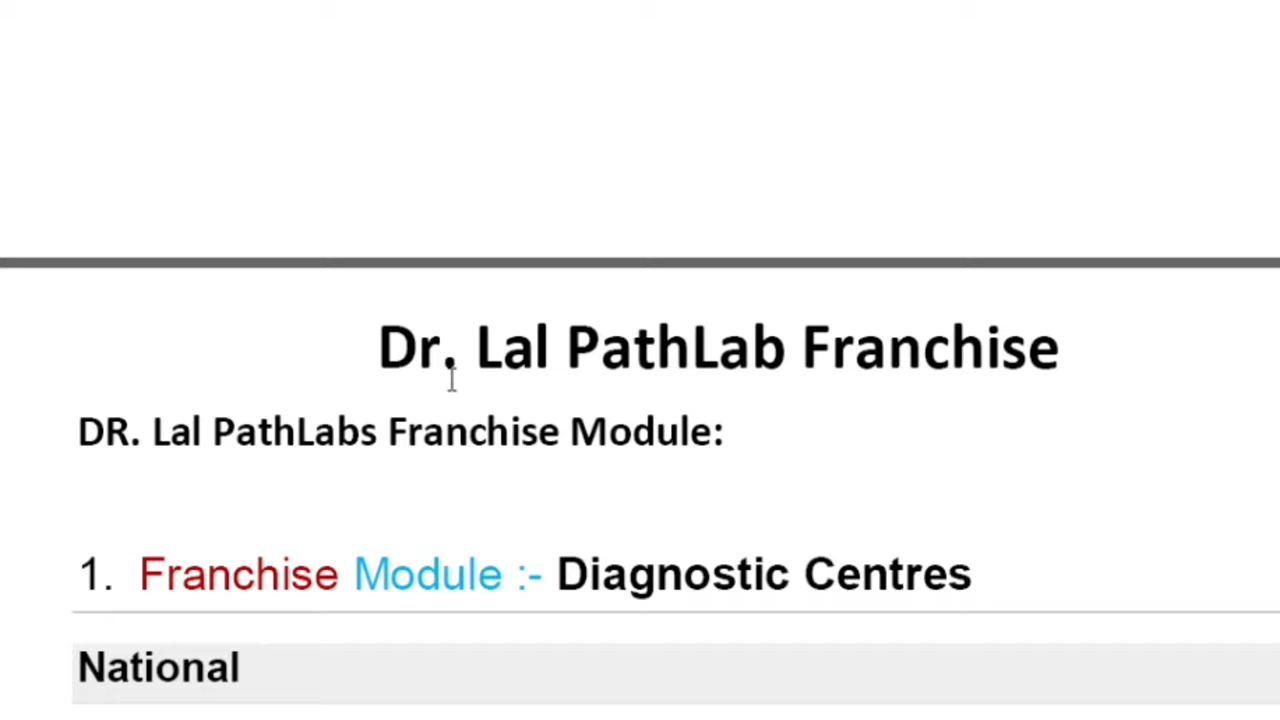 Dr. Lal PathLab Franchise
DR. Lal PathLabs Franchise Module:
1. Franchise Module :- Diagnostic Centres
National